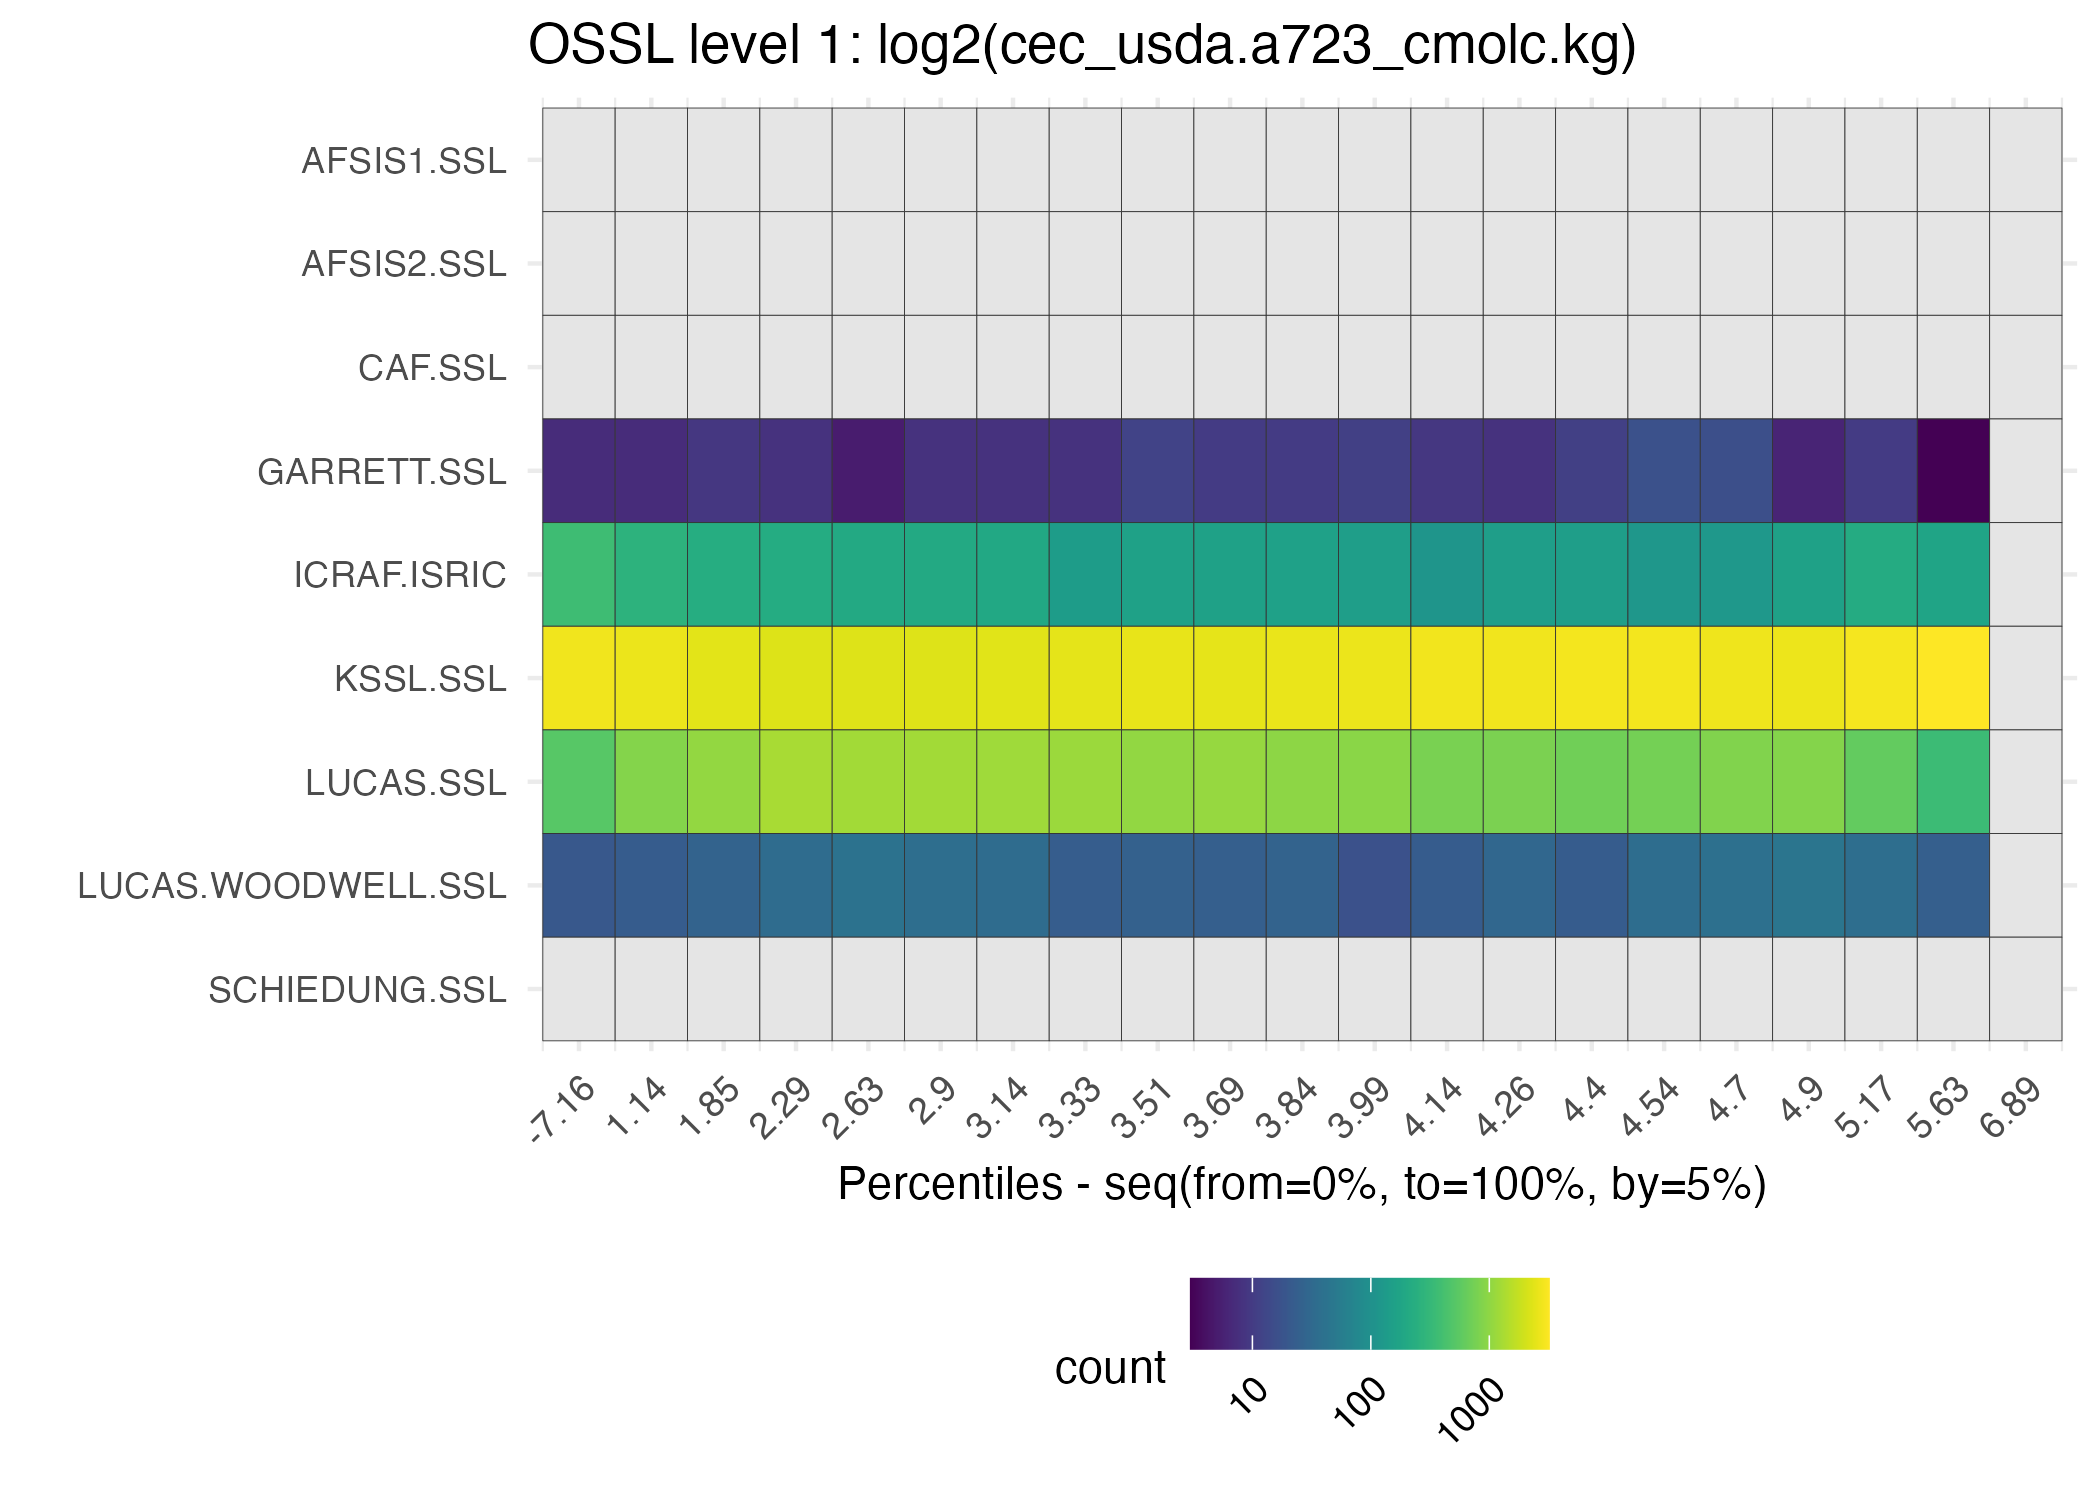 OSSL level 1: log2(cec_usda.a723_cmolc.kg)
AFSIS1.SSL
AFSIS2.SSL
CAF.SSL
GARRETT.SSL
ICRAF.ISRIC
KSSL.SSL
LUCAS.SSL
LUCAS.WOODWELL.SSL
SCHIEDUNG.SSL
-7.16 1.14 1.85 2.29 2.63 2.9 3.14 3.33 3.51 3.69 3.84 3.99 4.14 4.26 4.4 4.54 4.7 4.9 5.17 5.63 6.89
Percentiles - seq(from=0%, to=100%, by=5%)
count
10 100 1000